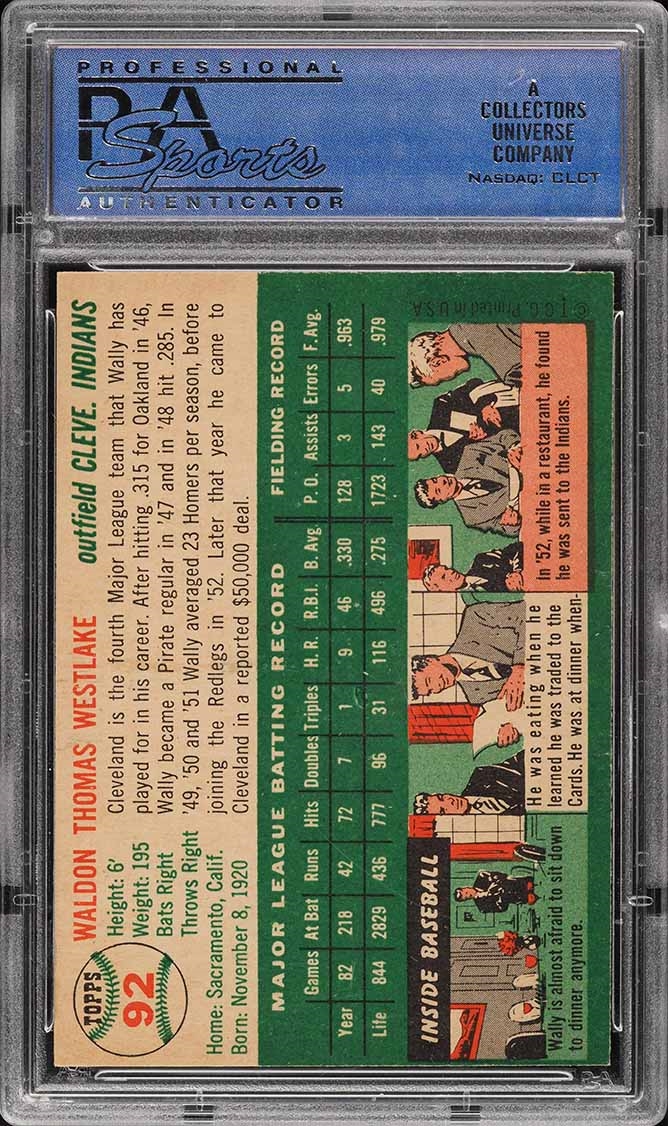 PROFESSIONAL
PSA
Sports
AUTHENTICATOR
A
COLLECTORS
UNIVERSE
COMPANY
NASDAQ: CLCT
TOPPS
92
WALDON THOMAS WESTLAKE outfield CLEVE. INDIANS
Height: 6'
Weight: 195
Bats Right
Throws Right
Home: Sacramento, Calif.
Born: November 8, 1920
Cleveland is the fourth Major League team that Wally has
played for in his career. After hitting .315 for Oakland in '46,
Wally became a Pirate regular in '47 and in '48 hit .285. In
'49, '50 and '51 Wally averaged 23 Homers per season, before
joining the Redlegs in '52. Later that year he came to
Cleveland in a reported $50,000 deal.
MAJOR LEAGUE BATTING RECORD FIELDING RECORD
Games At Bat Runs Hits Doubles Triples H. R. R.B.I. B. Avg. P. O. Assists Errors F. Avg.
Year 82 218 42 72 7 1 9 46 .330 128 3 5 .963
Life 844 2829 436 777 96 31 116 496 .275 1723 143 40 .979
INSIDE BASEBALL
Wally is almost afraid to sit down
to dinner anymore.
He was eating when he
learned he was traded to the
Cards. He was at dinner when-
In '52, while in a restaurant, he found
he was sent to the Indians.
© T.C.G. Printed in U.S.A.